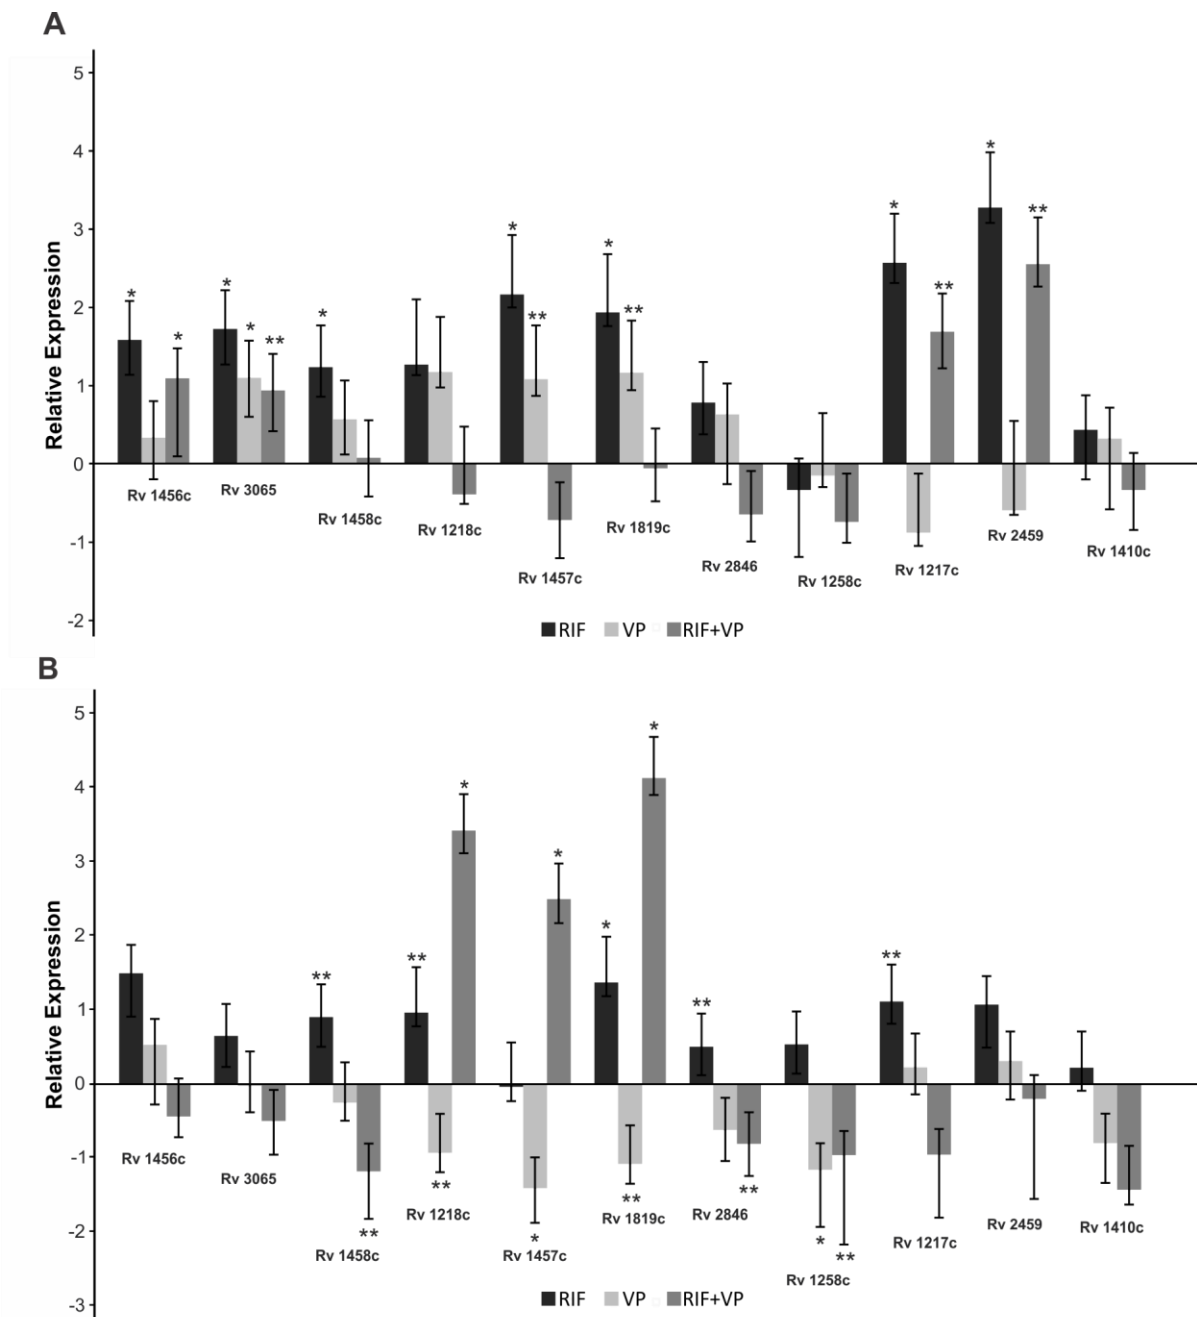 A
5
4
3
2
1
0
-1
-2
Relative Expression
* * * * * * * * * * ** ** ** ** **
Rv 1456c
Rv 3065
Rv 1458c
Rv 1218c
Rv 1457c
Rv 1819c
Rv 2846
Rv 1258c
Rv 1217c
Rv 2459
Rv 1410c
RIF VP RIF+VP
B
5
4
3
2
1
0
-1
-2
-3
Relative Expression
* * * * ** ** ** **
Rv 1456c
Rv 3065
Rv 1458c
Rv 1218c
Rv 1457c
Rv 1819c
Rv 2846
Rv 1258c
Rv 1217c
Rv 2459
Rv 1410c
** ** * ** ** * **
RIF VP RIF+VP